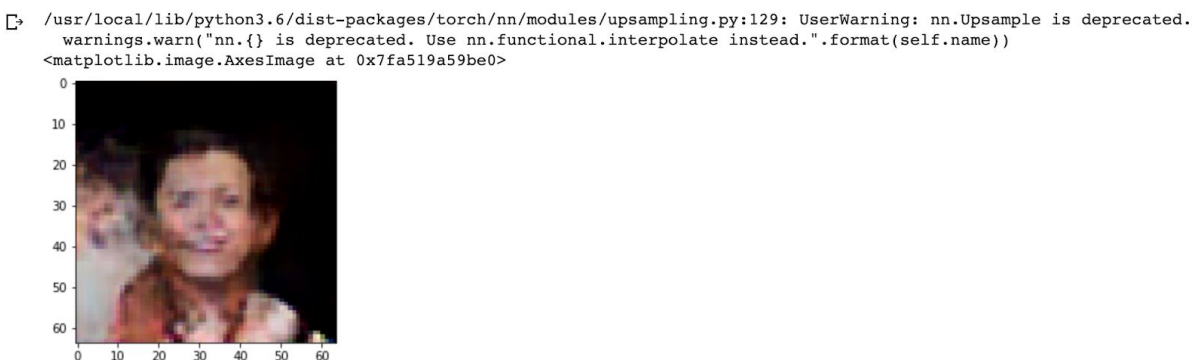 /usr/local/lib/python3.6/dist-packages/torch/nn/modules/upsampling.py:129: UserWarning: nn.Upsample is deprecated.
warnings.warn("nn.{} is deprecated. Use nn.functional.interpolate instead.".format(self.name))
<matplotlib.image.AxesImage at 0x7fa519a59be0>
0
10
20
30
40
50
60
0 10 20 30 40 50 60